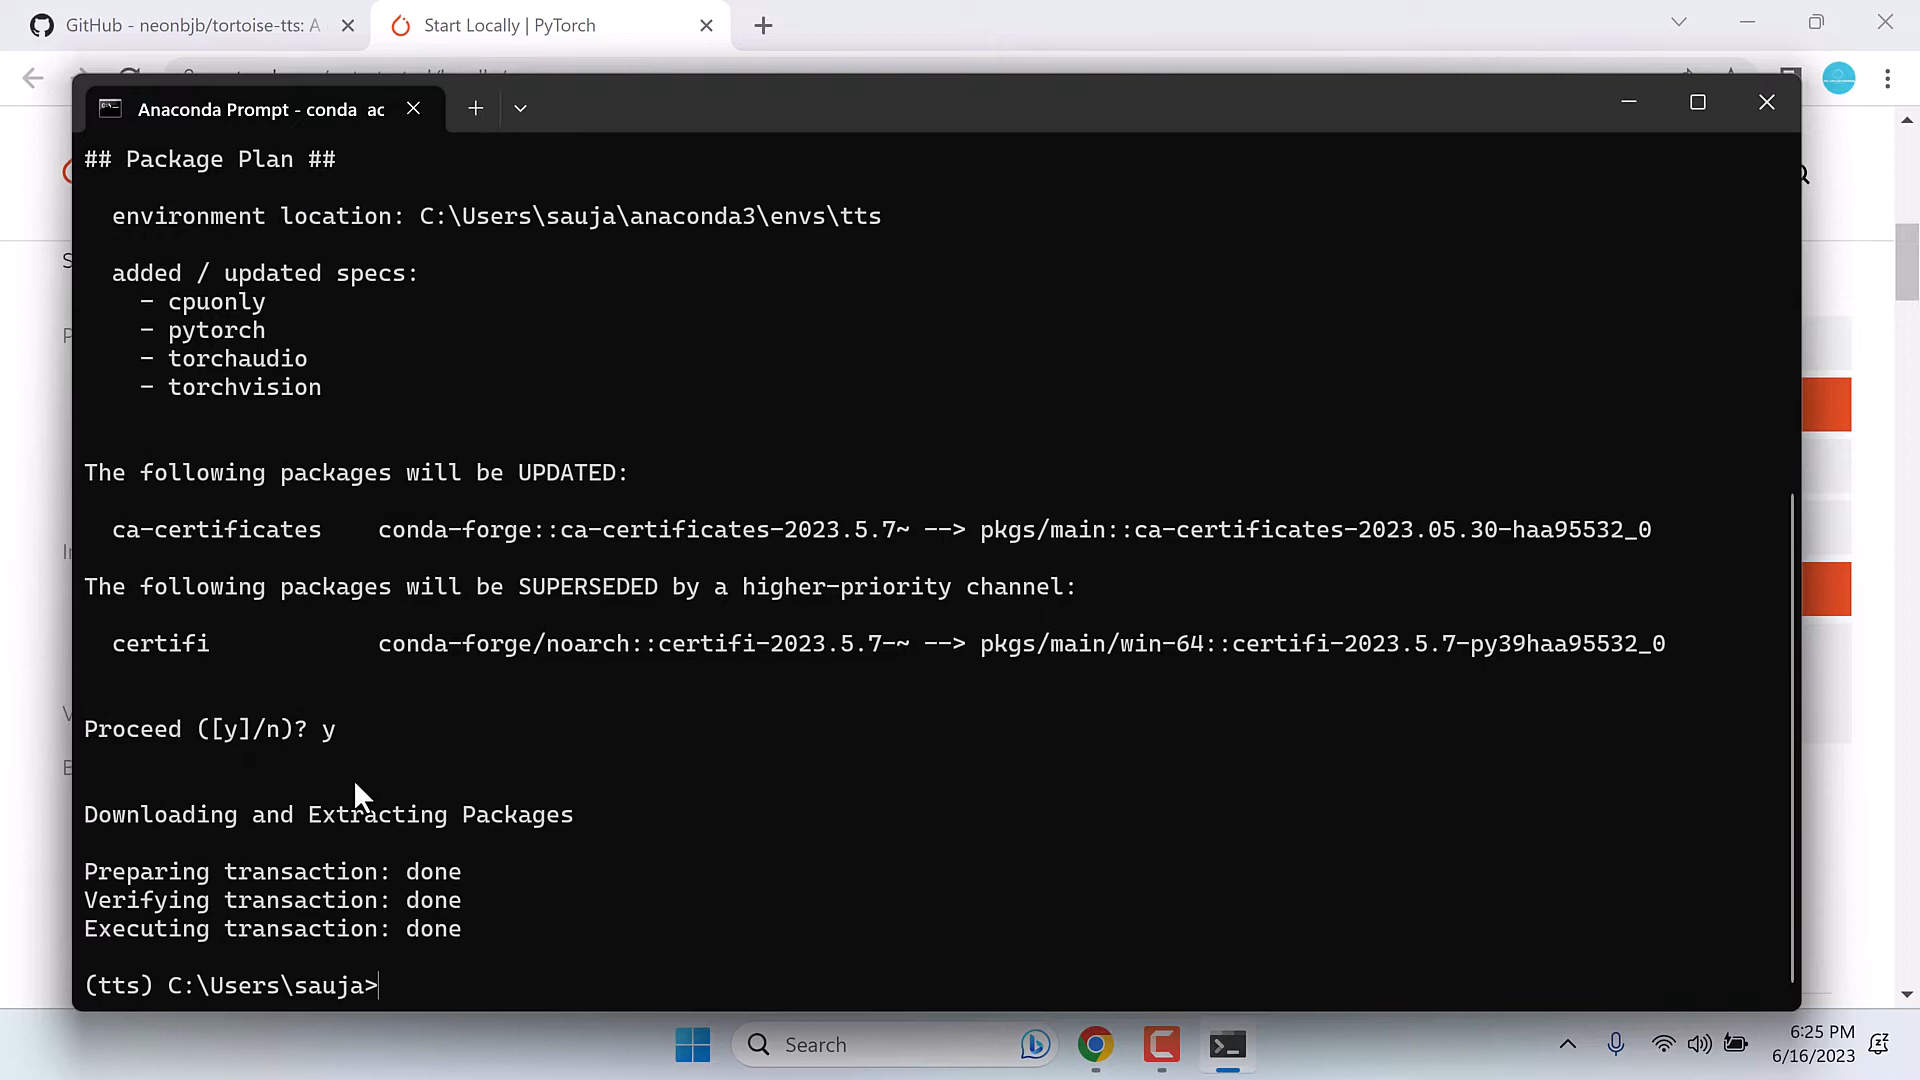 GitHub - neonbjb/tortoise-tts: A
Start Locally | PyTorch
Anaconda Prompt - conda ac
## Package Plan ##
environment location: C:\Users\sauja\anaconda3\envs\tts
added / updated specs:
- cpuonly
- pytorch
- torchaudio
- torchvision
The following packages will be UPDATED:
ca-certificates conda-forge::ca-certificates-2023.5.7~ --> pkgs/main::ca-certificates-2023.05.30-haa95532_0
The following packages will be SUPERSEDED by a higher-priority channel:
certifi conda-forge/noarch::certifi-2023.5.7-~ --> pkgs/main/win-64::certifi-2023.5.7-py39haa95532_0
Proceed ([y]/n)? y
Downloading and Extracting Packages
Preparing transaction: done
Verifying transaction: done
Executing transaction: done
(tts) C:\Users\sauja>
Search
6:25 PM
6/16/2023